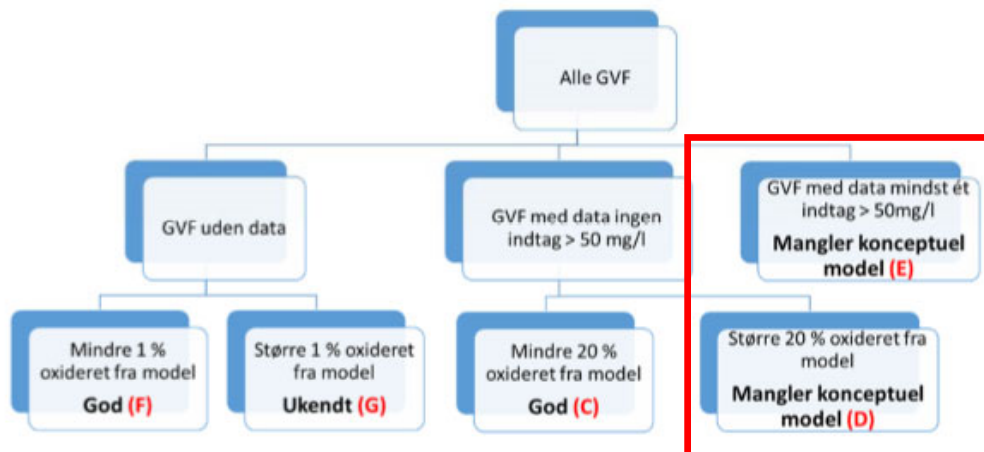 Alle GVF
GVF uden data
GVF med data ingen
indtag > 50 mg/l
GVF med data mindst ét
indtag > 50mg/l
Mangler konceptuel
model (E)
Mindre 1 %
oxideret fra model
God (F)
Større 1 % oxideret
fra model
Ukendt (G)
Mindre 20 %
oxideret fra model
God (C)
Større 20 % oxideret fra
model
Mangler konceptuel
model (D)